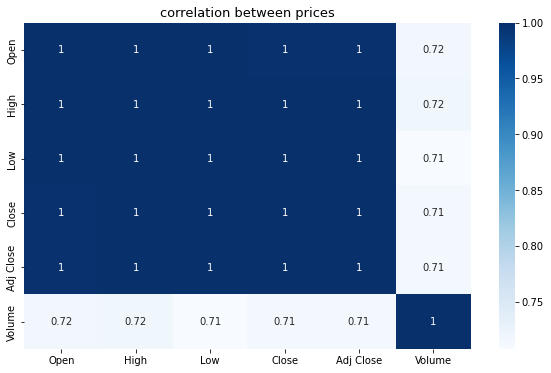 correlation between prices
Open 1 1 1 1 1 0.72
High 1 1 1 1 1 0.72
Low 1 1 1 1 1 0.71
Close 1 1 1 1 1 0.71
Adj Close 1 1 1 1 1 0.71
Volume 0.72 0.72 0.71 0.71 0.71 1
Open High Low Close Adj Close Volume
1.00
0.95
0.90
0.85
0.80
0.75